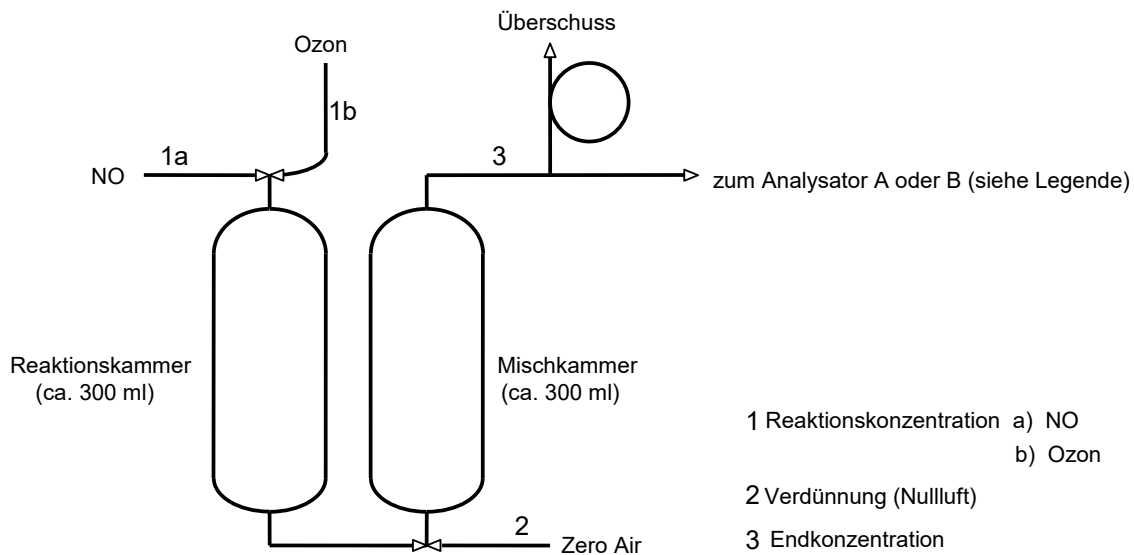 Überschuss
Ozon
1b
1a
3
NO
zum Analysator A oder B (siehe Legende)
Reaktionskammer
(ca. 300 ml)
Mischkammer
(ca. 300 ml)
1 Reaktionskonzentration a) NO
b) Ozon
2 Verdünnung (Nullluft)
2
Zero Air
3 Endkonzentration